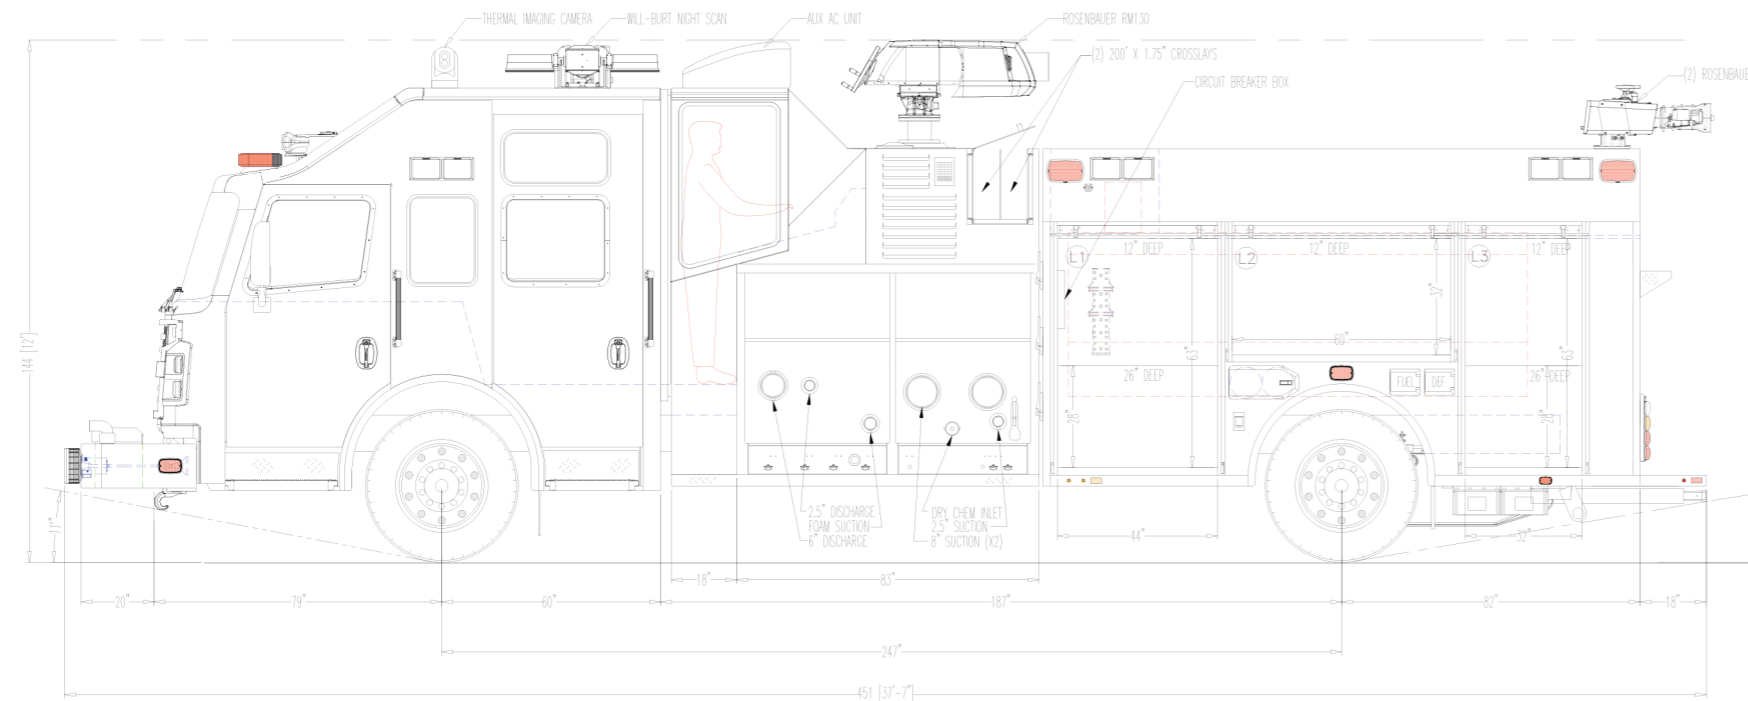 THERMAL IMAGING CAMERA
WILL-BURT NIGHT SCAN
AUX AC UNIT
ROSENBAUER RM130
(2) 200' X 1.75" CROSSLAYS
CIRCUIT BREAKER BOX
(2) ROSENBAUE
144 [12']
12" DEEP
12" DEEP
12" DEEP
L1
L2
L3
32"
60"
63"
63"
26" DEEP
26" DEEP
FUEL
DEF
28"
28"
11°
2.5" DISCHARGE
FOAM SUCTION
6" DISCHARGE
DRY CHEM INLET
2.5" SUCTION
8" SUCTION (X2)
44"
32"
18"
83"
20"
79"
60"
187"
82"
18"
247"
451 [37'-7"]